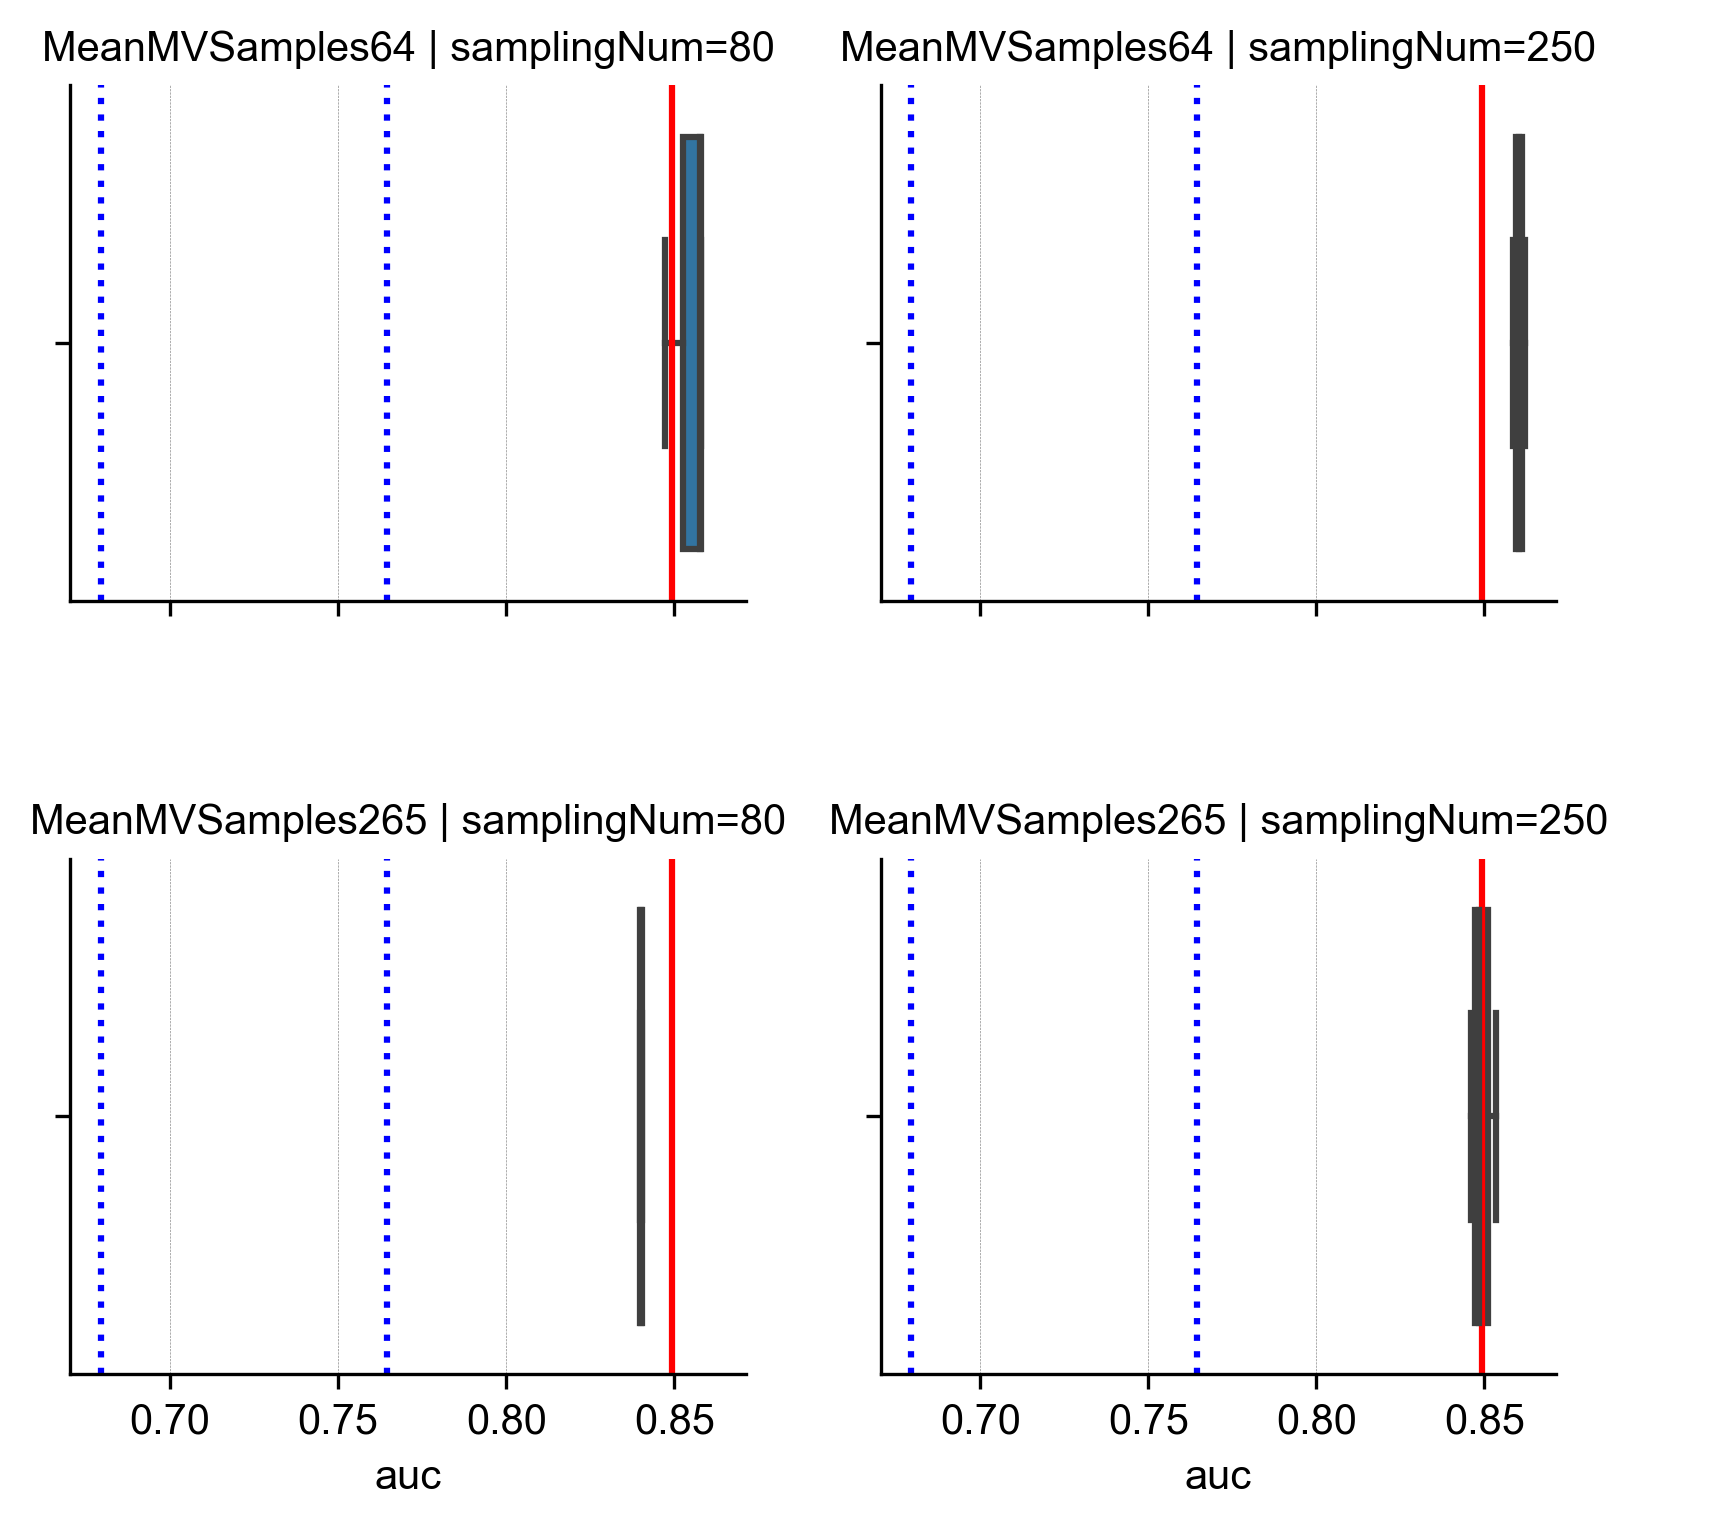 MeanMVSamples64 | samplingNum=80
MeanMVSamples64 | samplingNum=250
MeanMVSamples265 | samplingNum=80
MeanMVSamples265 | samplingNum=250
0.70 0.75 0.80 0.85
0.70 0.75 0.80 0.85
auc
auc